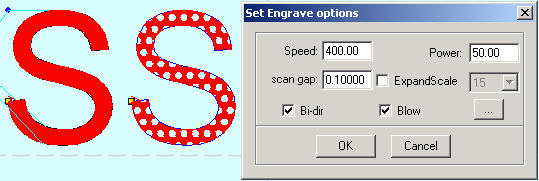 SS
Set Engrave options
Speed: 400.00 Power: 50.00
scan gap: 0.10000 ExpandScale 15
Bi-dir Blow ...
OK Cancel